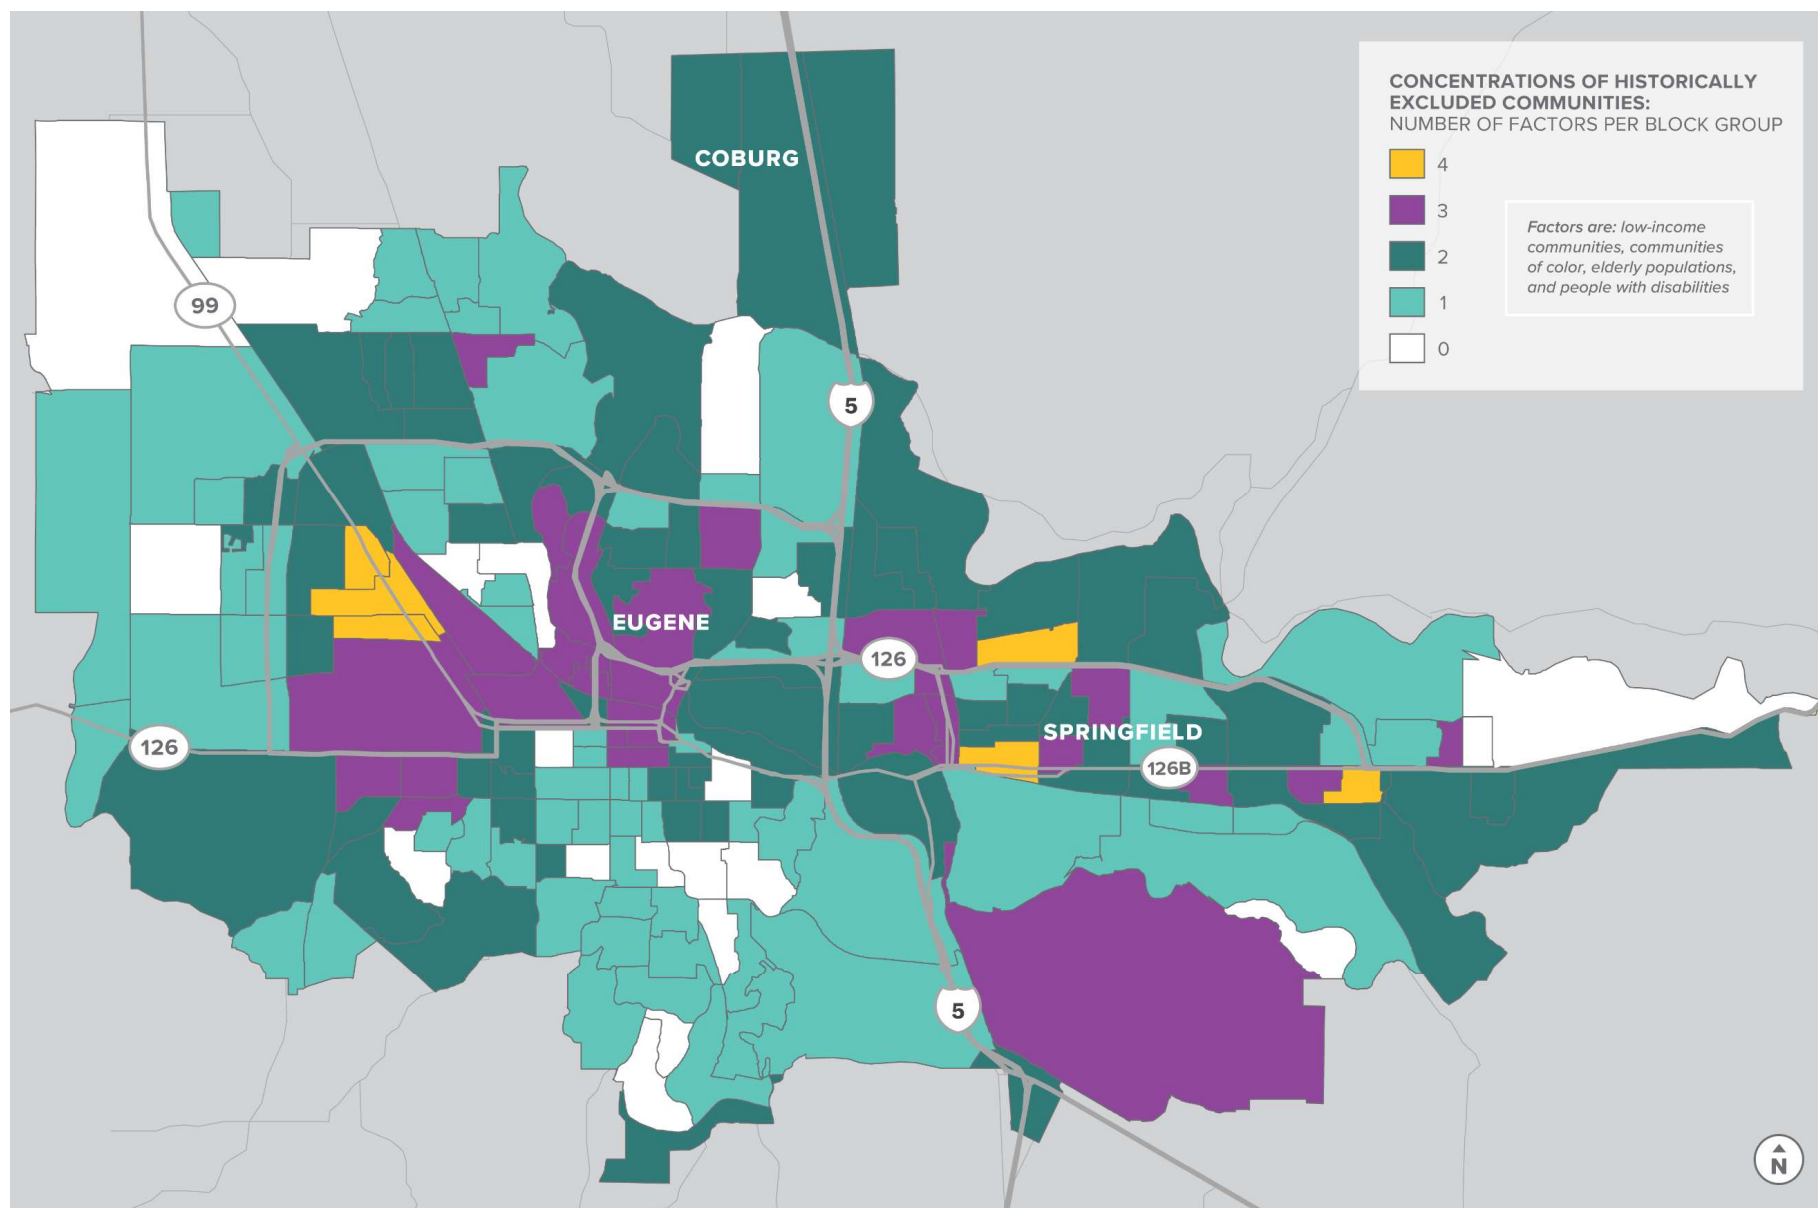 CONCENTRATIONS OF HISTORICALLY
EXCLUDED COMMUNITIES:
NUMBER OF FACTORS PER BLOCK GROUP
4
3
2
1
0
Factors are: low-income
communities, communities
of color, elderly populations,
and people with disabilities
COBURG
99
5
EUGENE
126
SPRINGFIELD
126
126B
5
N